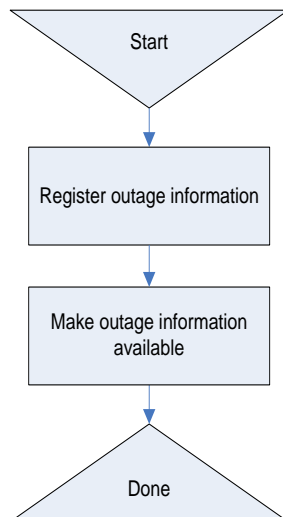 Start
Register outage information
Make outage information
available
Done